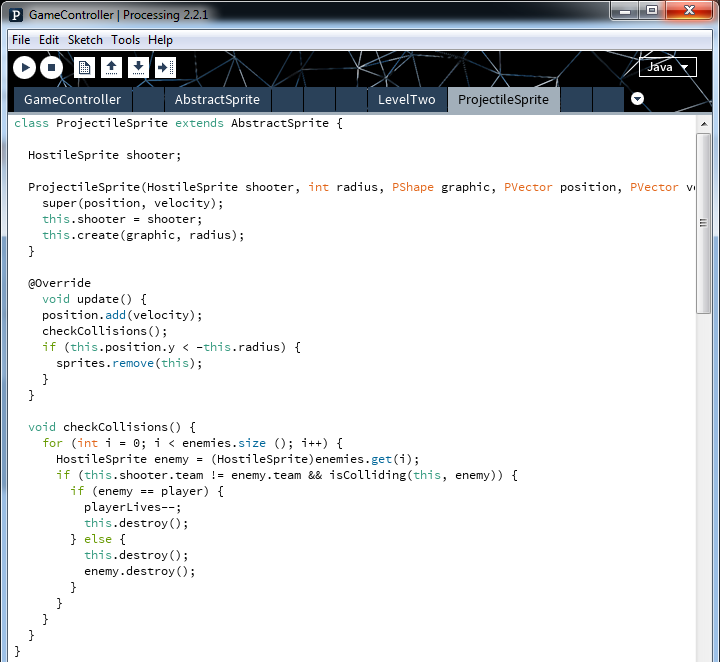 GameController | Processing 2.2.1
File Edit Sketch Tools Help
Java
GameController AbstractSprite LevelTwo ProjectileSprite
class ProjectileSprite extends AbstractSprite {
HostileSprite shooter;
ProjectileSprite(HostileSprite shooter, int radius, PShape graphic, PVector position, PVector ve
super(position, velocity);
this.shooter = shooter;
this.create(graphic, radius);
}
@Override
void update() {
position.add(velocity);
checkCollisions();
if (this.position.y < -this.radius) {
sprites.remove(this);
}
}
void checkCollisions() {
for (int i = 0; i < enemies.size (); i++) {
HostileSprite enemy = (HostileSprite)enemies.get(i);
if (this.shooter.team != enemy.team && isColliding(this, enemy)) {
if (enemy == player) {
playerLives--;
this.destroy();
} else {
this.destroy();
enemy.destroy();
}
}
}
}
}